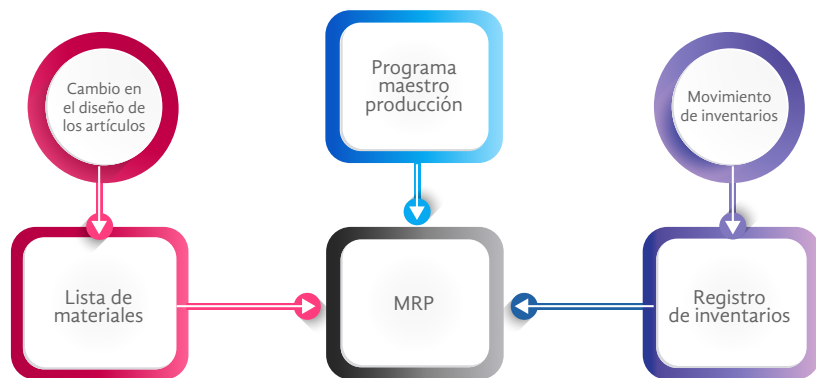 Cambio en
el diseño de
los artículos
Programa
maestro
producción
Movimiento
de inventarios
Lista de
materiales
MRP
Registro
de inventarios